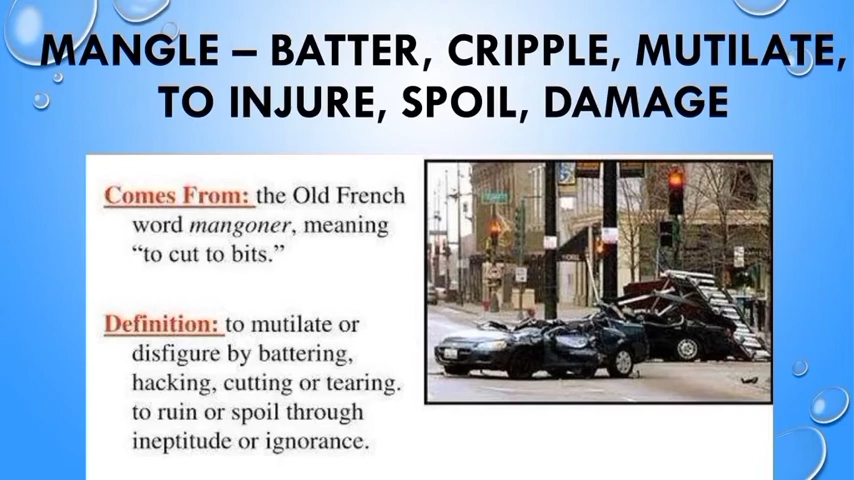 MANGLE – BATTER, CRIPPLE, MUTILATE,
TO INJURE, SPOIL, DAMAGE
Comes From: the Old French
word mangoner, meaning
“to cut to bits.”
Definition: to mutilate or
disfigure by battering,
hacking, cutting or tearing.
to ruin or spoil through
ineptitude or ignorance.